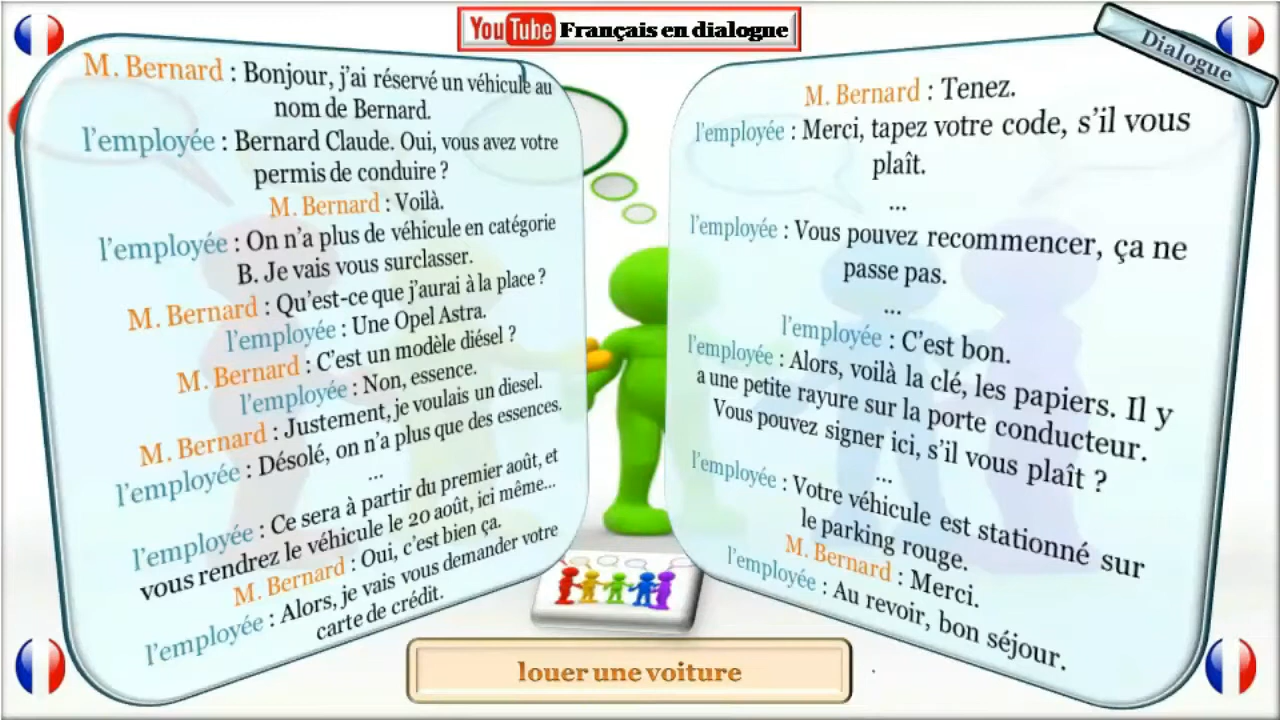 YouTube Français en dialogue
Dialogue
M. Bernard : Bonjour, j'ai réservé un véhicule au
nom de Bernard.
l'employée : Bernard Claude. Oui, vous avez votre
permis de conduire ?
M. Bernard : Voilà.
l'employée : On n'a plus de véhicule en catégorie
B. Je vais vous surclasser.
M. Bernard : Qu'est-ce que j'aurai à la place ?
l'employée : Une Opel Astra.
M. Bernard : C'est un modèle diésel ?
l'employée : Non, essence.
M. Bernard : Justement, je voulais un diesel.
l'employée : Désolé, on n'a plus que des essences.
...
l'employée : Ce sera à partir du premier août, et
vous rendrez le véhicule le 20 août, ici même...
M. Bernard : Oui, c'est bien ça.
l'employée : Alors, je vais vous demander votre
carte de crédit.
M. Bernard : Tenez.
l'employée : Merci, tapez votre code, s'il vous
plaît.
...
l'employée : Vous pouvez recommencer, ça ne
passe pas.
...
l'employée : C'est bon.
l'employée : Alors, voilà la clé, les papiers. Il y
a une petite rayure sur la porte conducteur.
Vous pouvez signer ici, s'il vous plaît ?
...
l'employée : Votre véhicule est stationné sur
le parking rouge.
M. Bernard : Merci.
l'employée : Au revoir, bon séjour.
louer une voiture